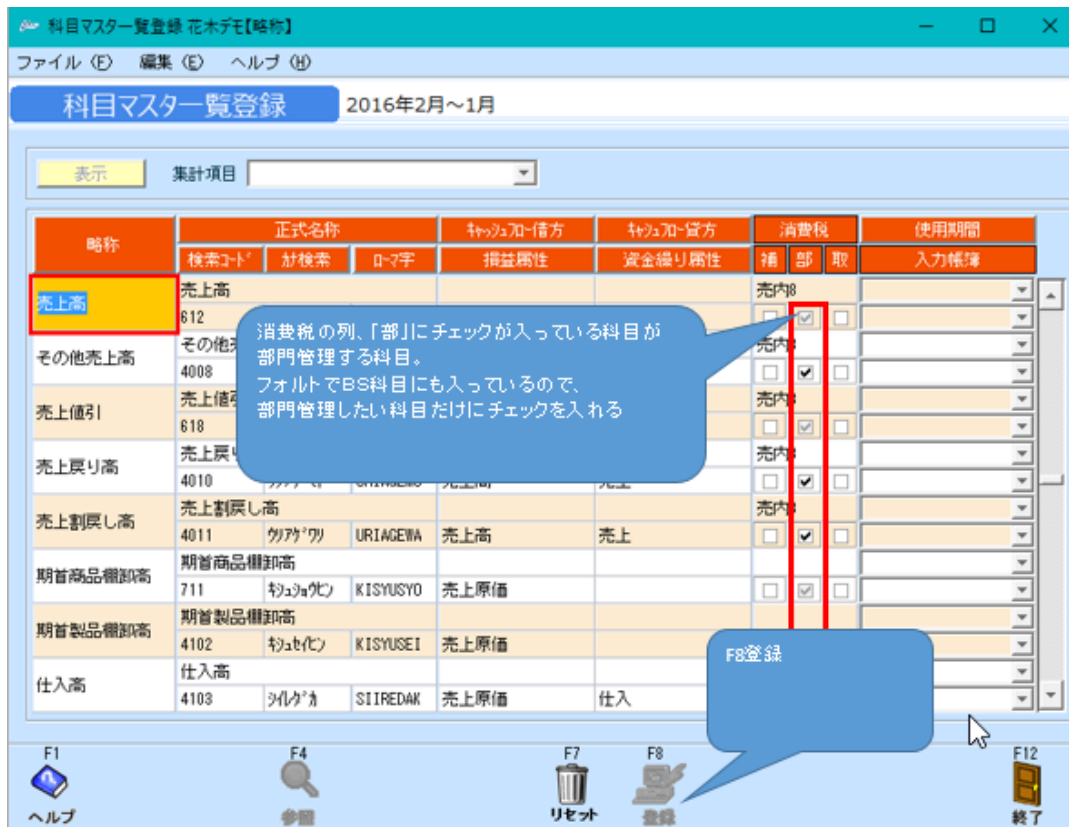 科目マスター覧登録 花木デモ【略称】
ファイル (F) 編集 (E) ヘルプ (H)
科目マスター覧登録 2016年2月～1月
表示 集計項目
略称 正式名称 ｷｬｯｼｭﾌﾛｰ借方 ｷｬｯｼｭﾌﾛｰ貸方 消費税 使用期間
検索ｺｰﾄﾞ ｶﾅ検索 ﾛｰﾏ字 損益属性 資金繰り属性 補 部 取 入力帳簿
売上高 売上高 売内8
612
その他売上高 その他
4008
売上値引 売上値
618
売上戻り高 売上戻
4010
売上割戻し高 売上割戻し高
4011 ｳﾘｱｹﾞﾜﾘ URIAGEWA 売上高 売上
期首商品棚卸高 期首商品棚卸高
711 ｷｼｭｼｮｳﾋﾝ KISYUSYO 売上原価
期首製品棚卸高 期首製品棚卸高
4102 ｷｼｭｾｲﾋﾝ KISYUSEI 売上原価
仕入高 仕入高
4103 ｼｲﾚﾀﾞｶ SIIREDAK 売上原価 仕入
消費税の列、「部」にチェックが入っている科目が
部門管理する科目。
フォルトでBS科目にも入っているので、
部門管理したい科目だけにチェックを入れる
F8登録
F1 F4 F7 F8 F12
ヘルプ 参照 リセット 登録 終了